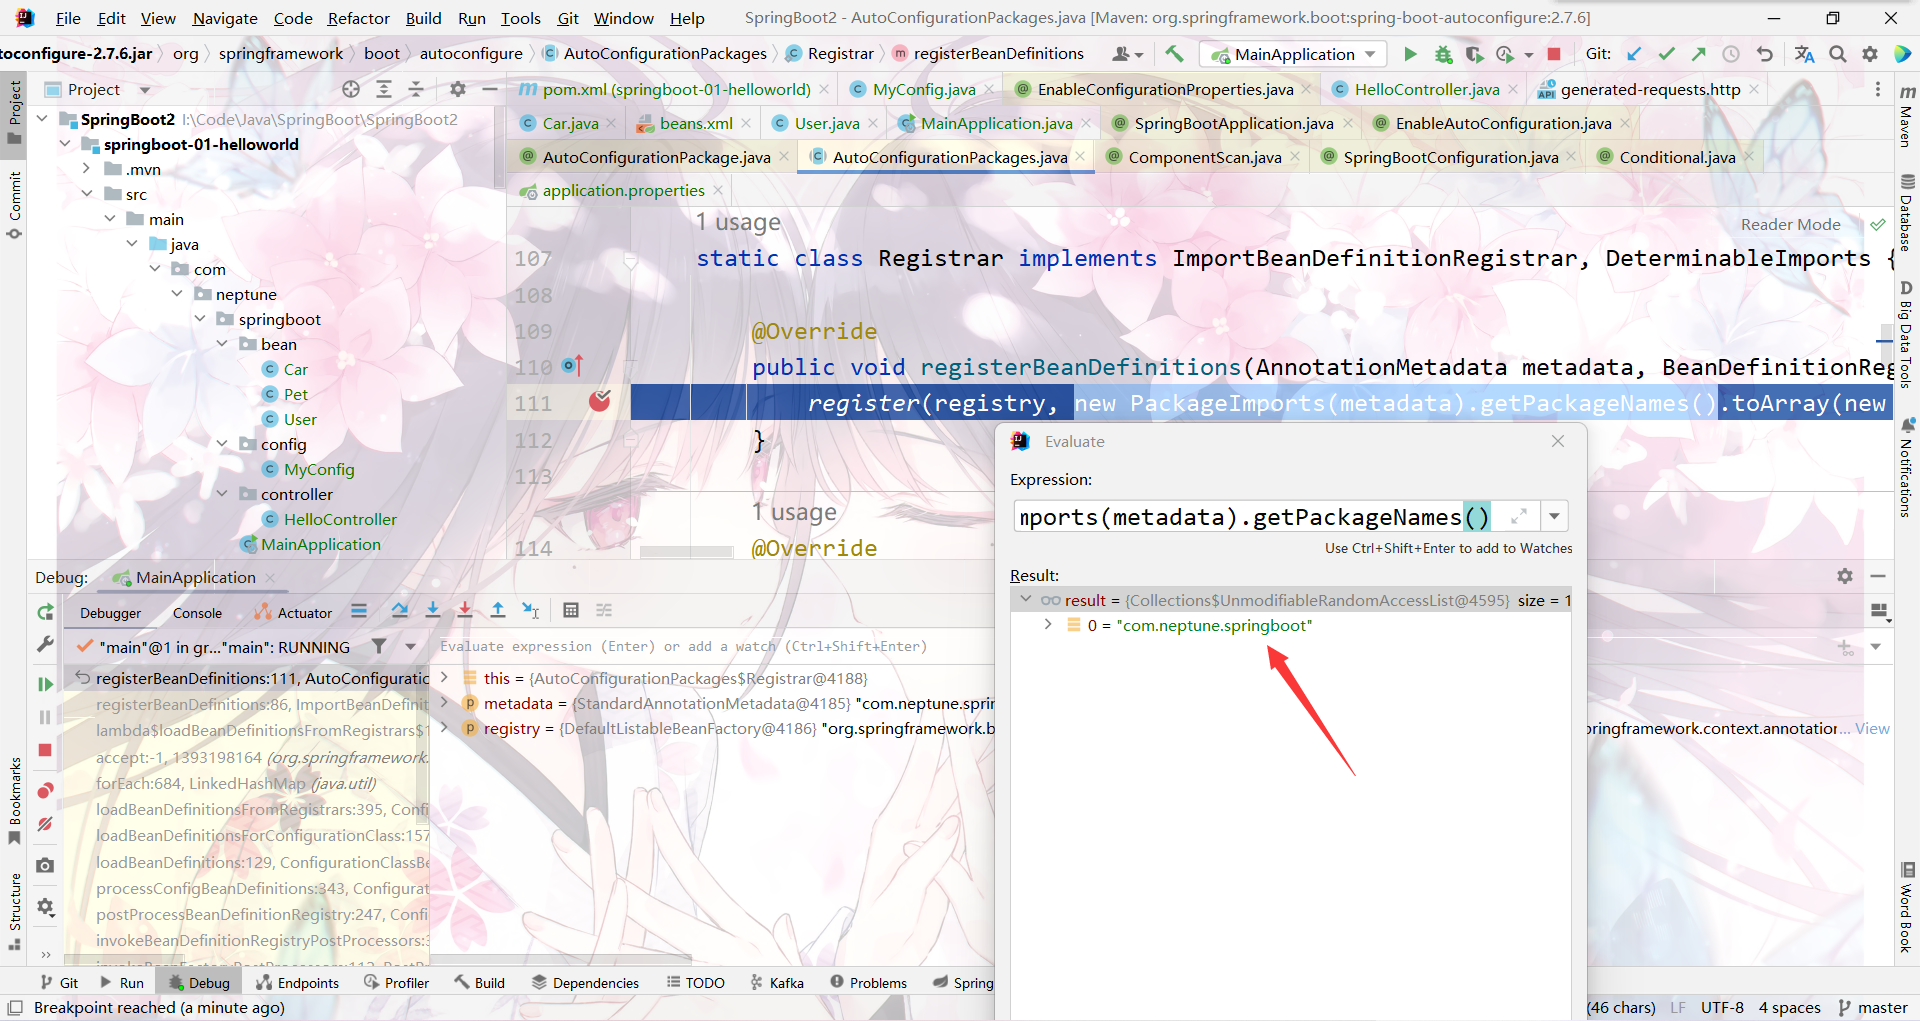 File Edit View Navigate Code Refactor Build Run Tools Git Window Help SpringBoot2 - AutoConfigurationPackages.java [Maven: org.springframework.boot:spring-boot-autoconfigure:2.7.6]
toconfigure-2.7.6.jar org springframework boot autoconfigure AutoConfigurationPackages Registrar registerBeanDefinitions MainApplication Git:
Project
pom.xml (springboot-01-helloworld) MyConfig.java EnableConfigurationProperties.java HelloController.java generated-requests.http
Car.java beans.xml User.java MainApplication.java SpringBootApplication.java EnableAutoConfiguration.java
AutoConfigurationPackage.java AutoConfigurationPackages.java ComponentScan.java SpringBootConfiguration.java Conditional.java
application.properties
Project
Commit
Bookmarks
Structure
SpringBoot2 I:\Code\Java\SpringBoot\SpringBoot2
springboot-01-helloworld
.mvn
src
main
java
com
neptune
springboot
bean
Car
Pet
User
config
MyConfig
controller
HelloController
MainApplication
1 usage
Reader Mode
107 static class Registrar implements ImportBeanDefinitionRegistrar, DeterminableImports {
108
109 @Override
110 public void registerBeanDefinitions(AnnotationMetadata metadata, BeanDefinitionReg
111 register(registry, new PackageImports(metadata).getPackageNames().toArray(new
112 }
113
1 usage
114 @Override
Maven
Database
Big Data Tools
Notifications
Word Book
Evaluate
Expression:
mports(metadata).getPackageNames()
Use Ctrl+Shift+Enter to add to Watches
Result:
result = {Collections$UnmodifiableRandomAccessList@4595} size = 1
0 = "com.neptune.springboot"
Debug: MainApplication
Debugger Console Actuator
"main"@1 in gr..."main": RUNNING
Evaluate expression (Enter) or add a watch (Ctrl+Shift+Enter)
registerBeanDefinitions:111, AutoConfiguratio
registerBeanDefinitions:86, ImportBeanDefinit
lambda$loadBeanDefinitionsFromRegistrars$1
accept:-1, 1393198164 (org.springframework.
forEach:684, LinkedHashMap (java.util)
loadBeanDefinitionsFromRegistrars:395, Confi
loadBeanDefinitionsForConfigurationClass:157
loadBeanDefinitions:129, ConfigurationClassBe
processConfigBeanDefinitions:343, Configurat
postProcessBeanDefinitionRegistry:247, Confi
invokeBeanDefinitionRegistryPostProcessors:3
this = {AutoConfigurationPackages$Registrar@4188}
metadata = {StandardAnnotationMetadata@4185} "com.neptune.sprin
registry = {DefaultListableBeanFactory@4186} "org.springframework.b
pringframework.context.annotation... View
Git Run Debug Endpoints Profiler Build Dependencies TODO Kafka Problems Spring
Breakpoint reached (a minute ago)
(46 chars) LF UTF-8 4 spaces master